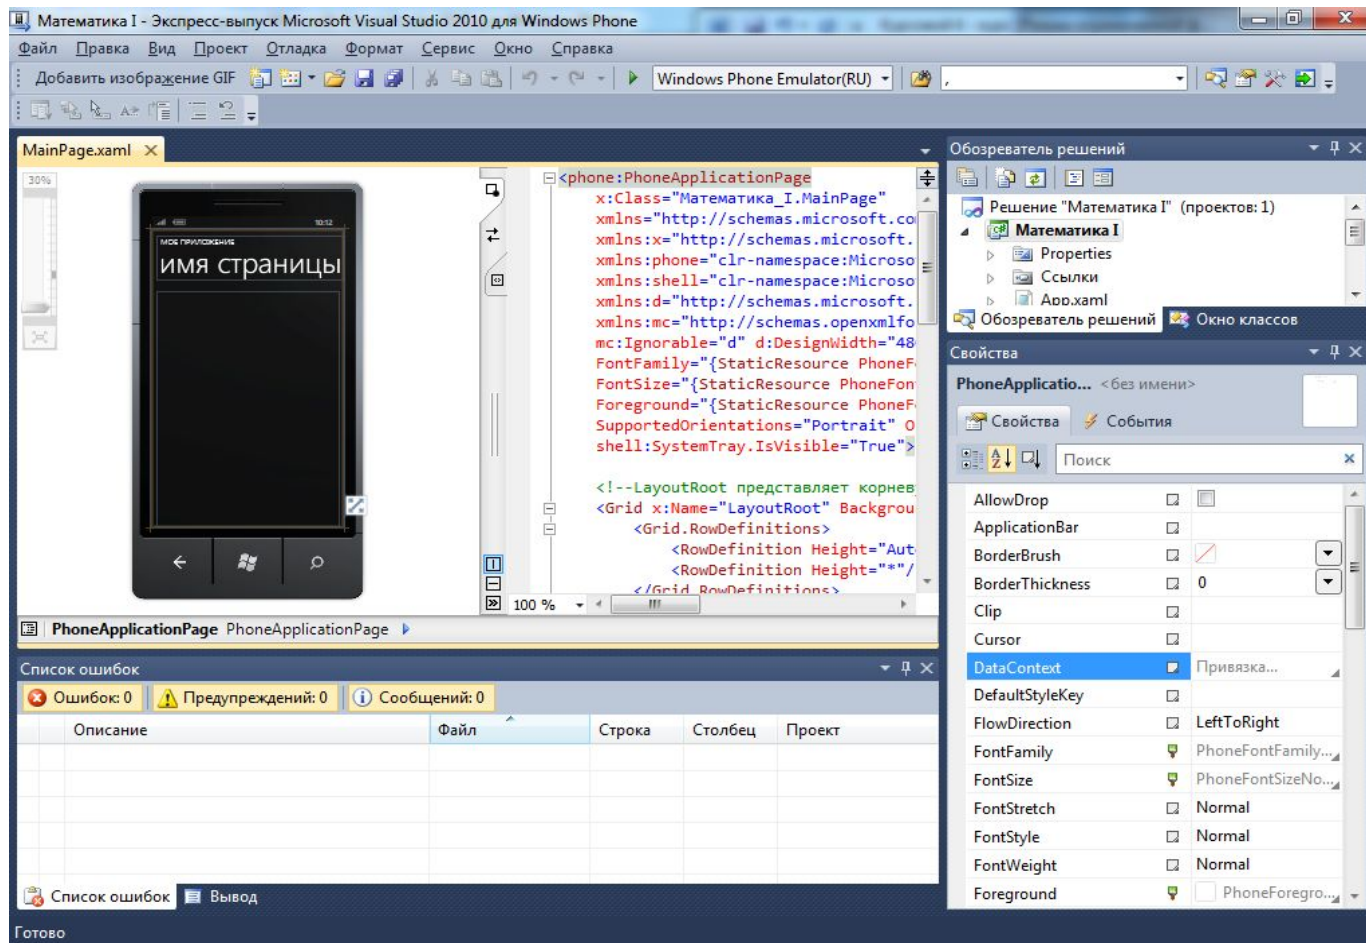 Математика I - Экспресс-выпуск Microsoft Visual Studio 2010 для Windows Phone
Файл Правка Вид Проект Отладка Формат Сервис Окно Справка
Добавить изображение GIF Windows Phone Emulator(RU) ,
MainPage.xaml
30%
10:12
МОЕ ПРИЛОЖЕНИЕ
имя страницы
<phone:PhoneApplicationPage
x:Class="Математика_I.MainPage"
xmlns="http://schemas.microsoft.co
xmlns:x="http://schemas.microsoft.
xmlns:phone="clr-namespace:Microso
xmlns:shell="clr-namespace:Microso
xmlns:d="http://schemas.microsoft.
xmlns:mc="http://schemas.openxmlfo
mc:Ignorable="d" d:DesignWidth="48
FontFamily="{StaticResource PhoneF
FontSize="{StaticResource PhoneFon
Foreground="{StaticResource PhoneF
SupportedOrientations="Portrait" O
shell:SystemTray.IsVisible="True">
<!--LayoutRoot представляет корнев
<Grid x:Name="LayoutRoot" Backgrou
<Grid.RowDefinitions>
<RowDefinition Height="Aut
<RowDefinition Height="*"/
</Grid.RowDefinitions>
100 %
PhoneApplicationPage PhoneApplicationPage
Список ошибок
Ошибок: 0 Предупреждений: 0 Сообщений: 0
Описание Файл Строка Столбец Проект
Список ошибок Вывод
Готово
Обозреватель решений
Решение "Математика I" (проектов: 1)
Математика I
Properties
Ссылки
App.xaml
Обозреватель решений Окно классов
Свойства
PhoneApplicatio... <без имени>
Свойства События
Поиск
AllowDrop
ApplicationBar
BorderBrush
BorderThickness 0
Clip
Cursor
DataContext Привязка...
DefaultStyleKey
FlowDirection LeftToRight
FontFamily PhoneFontFamily...
FontSize PhoneFontSizeNo...
FontStretch Normal
FontStyle Normal
FontWeight Normal
Foreground PhoneForegro...